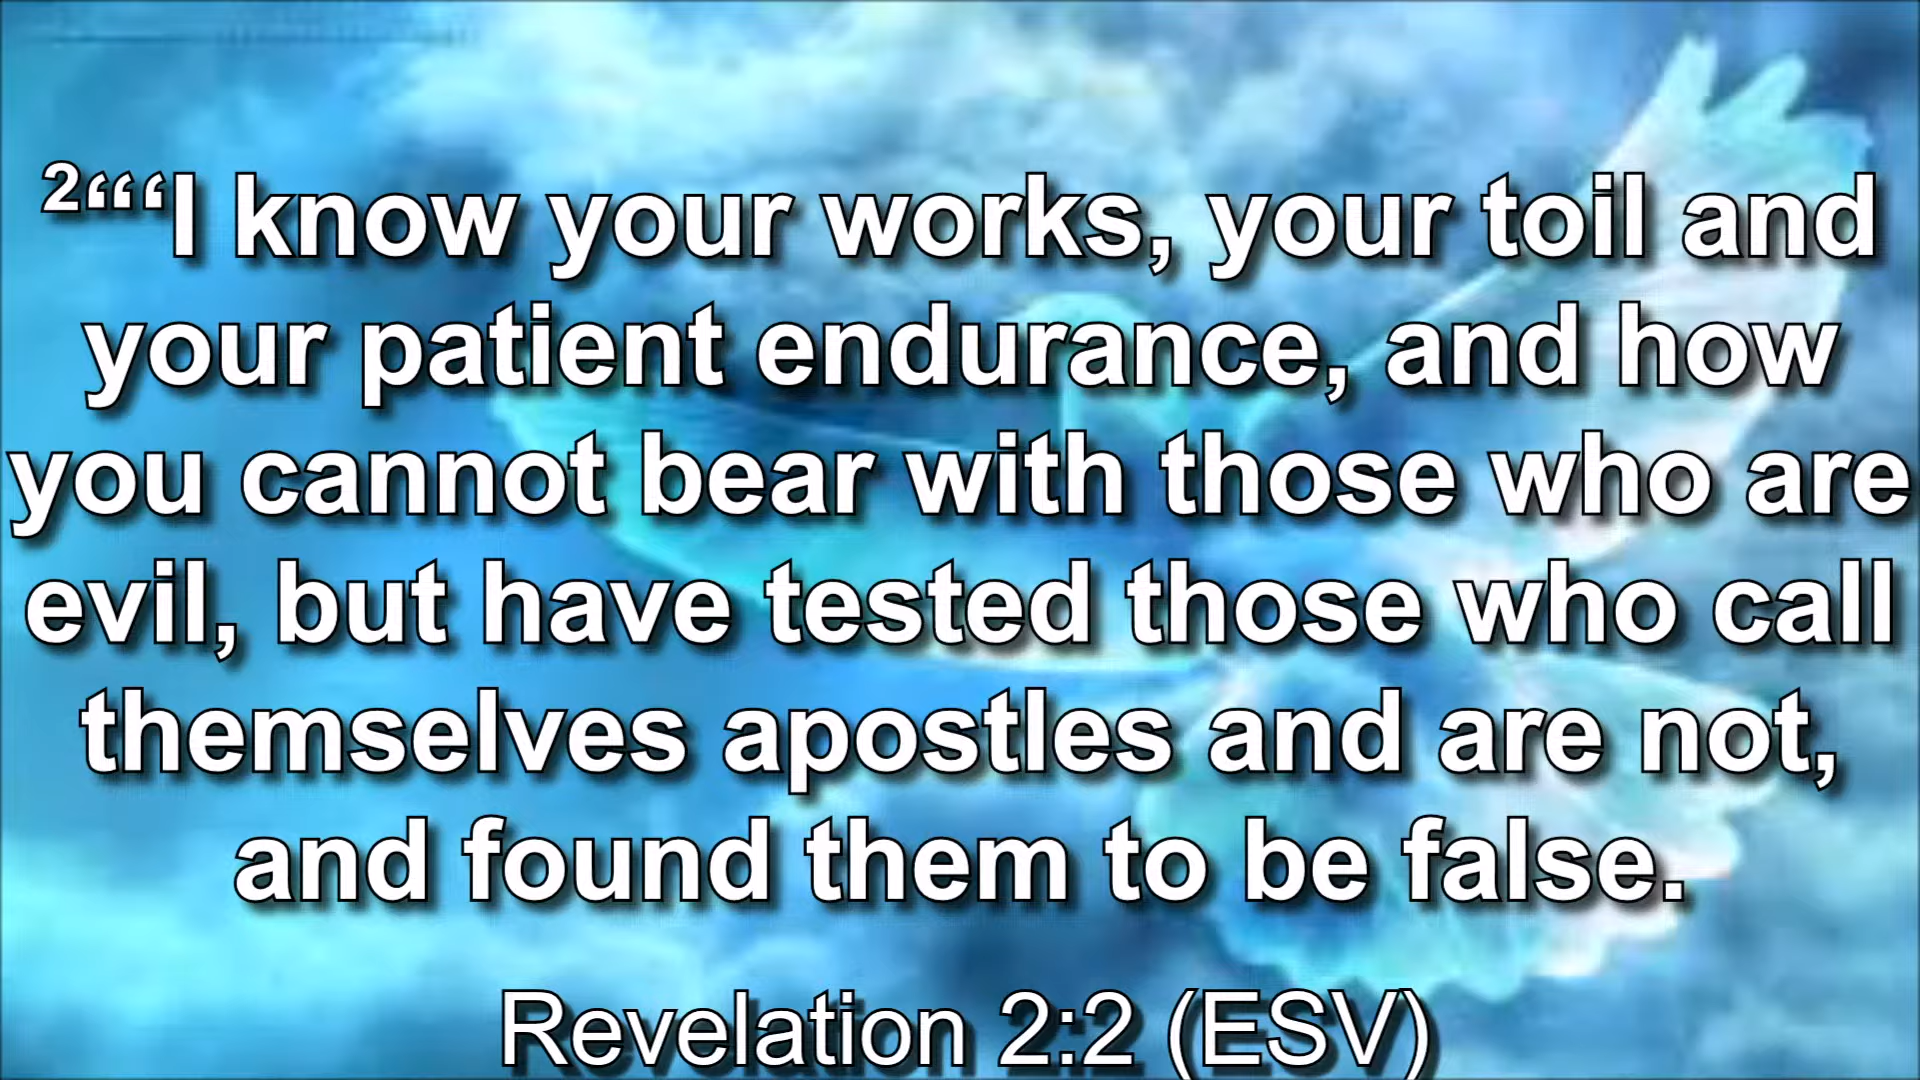 2“‘“‘I know your works, your toil and
your patient endurance, and how
you cannot bear with those who are
evil, but have tested those who call
themselves apostles and are not,
and found them to be false.
Revelation 2:2 (ESV)